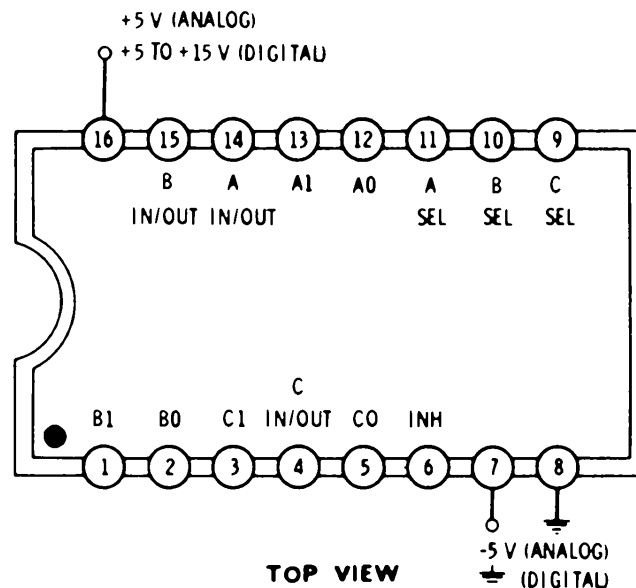 +5 V (ANALOG)
+5 TO +15 V (DIGITAL)
16 15 14 13 12 11 10 9
B A A1 A0 A B C
IN/OUT IN/OUT SEL SEL SEL
C
B1 B0 C1 IN/OUT CO INH
1 2 3 4 5 6 7 8
-5 V (ANALOG)
(DIGITAL)
TOP VIEW